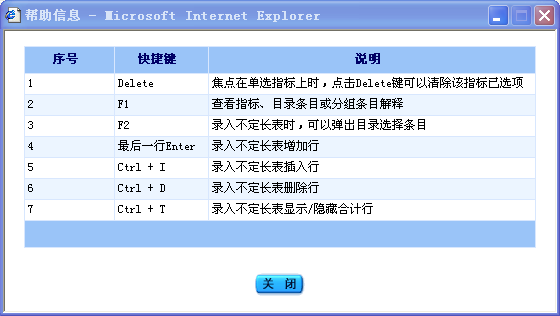 帮助信息 - Microsoft Internet Explorer
序号 快捷键 说明
1 Delete 焦点在单选指标上时，点击Delete键可以清除该指标已选项
2 F1 查看指标、目录条目或分组条目解释
3 F2 录入不定长表时，可以弹出目录选择条目
4 最后一行Enter 录入不定长表增加行
5 Ctrl + I 录入不定长表插入行
6 Ctrl + D 录入不定长表删除行
7 Ctrl + T 录入不定长表显示/隐藏合计行
关 闭